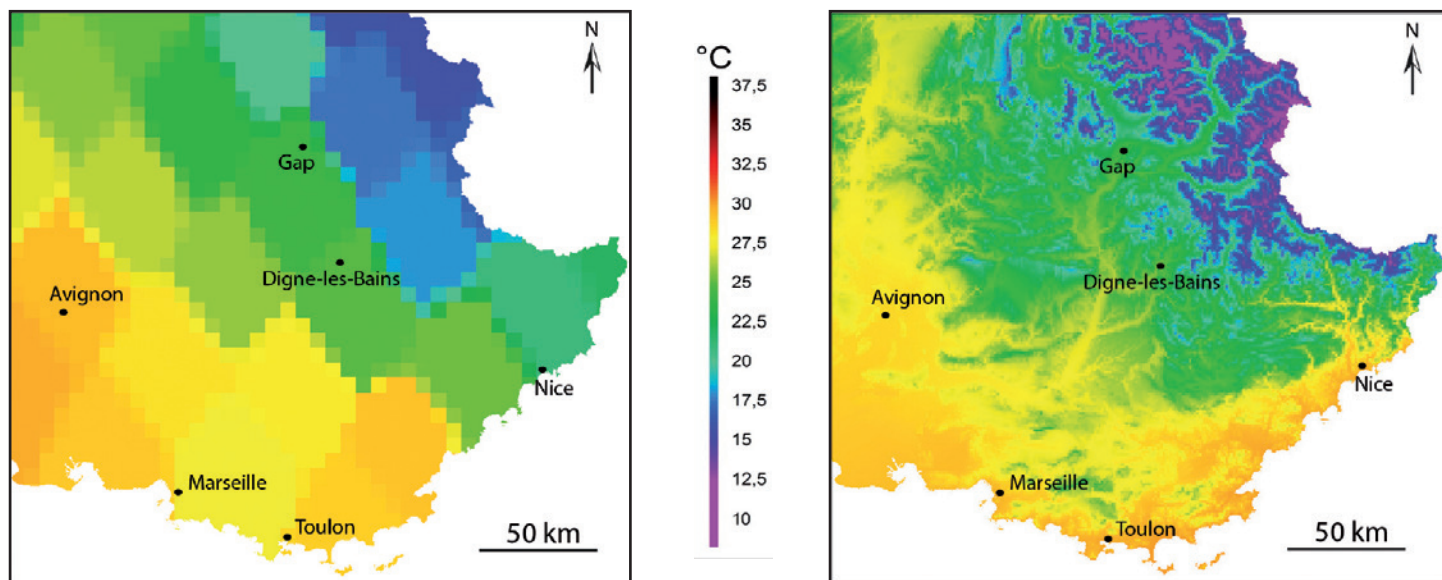 N
Gap
Digne-les-Bains
Avignon
Nice
Marseille
Toulon
50 km
°C
37,5
35
32,5
30
27,5
25
22,5
20
17,5
15
12,5
10
N
Gap
Digne-les-Bains
Avignon
Nice
Marseille
Toulon
50 km